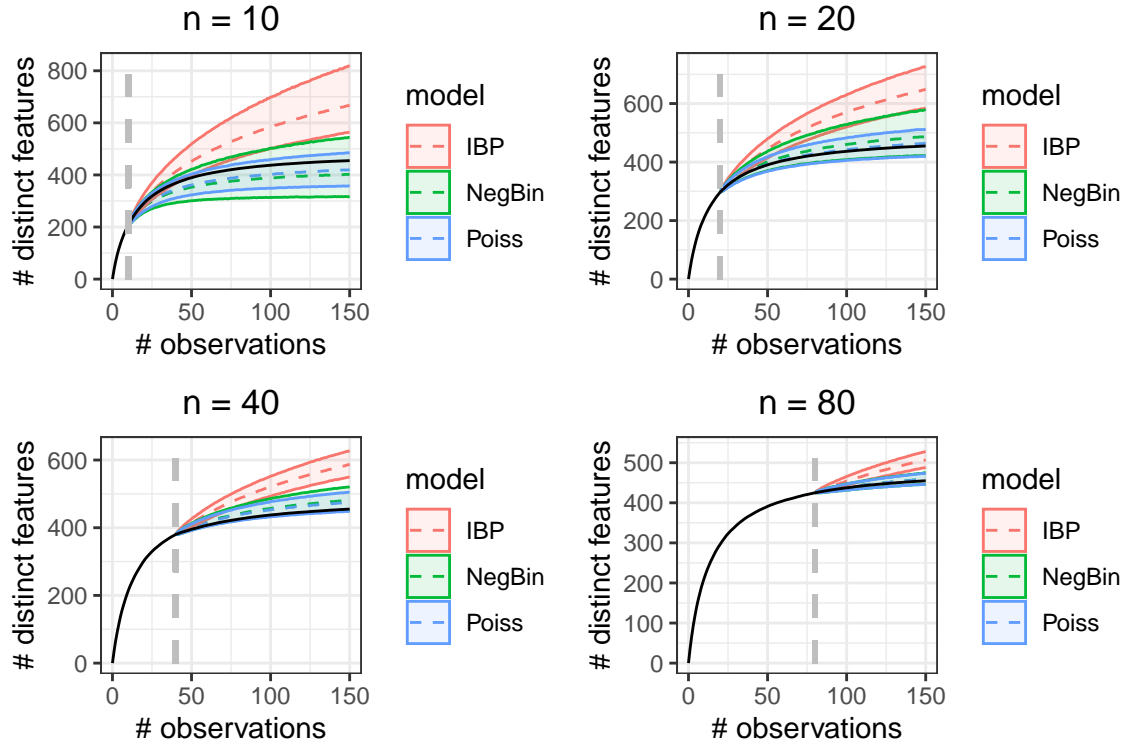 n = 10
# distinct features
800
600
400
200
0
0 50 100 150
# observations
model
IBP
NegBin
Poiss
n = 20
# distinct features
600
400
200
0
0 50 100 150
# observations
model
IBP
NegBin
Poiss
n = 40
# distinct features
600
400
200
0
0 50 100 150
# observations
model
IBP
NegBin
Poiss
n = 80
# distinct features
500
400
300
200
100
0
0 50 100 150
# observations
model
IBP
NegBin
Poiss